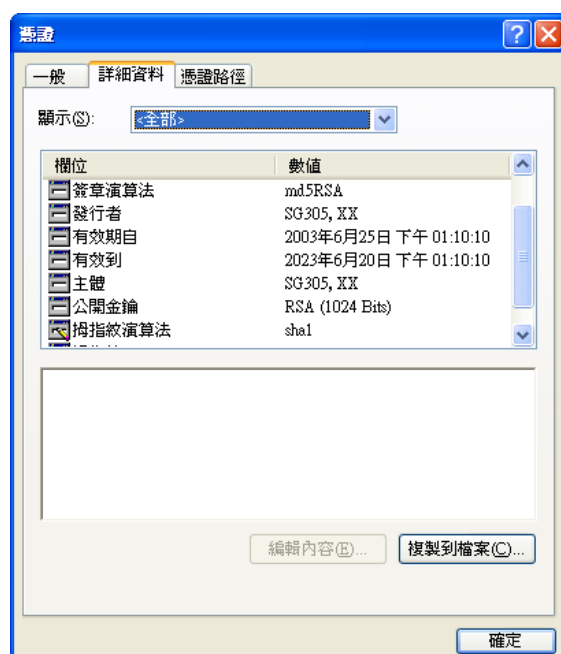 憑證
一般 詳細資料 憑證路徑
顯示(S): <全部>
欄位 數值
簽章演算法 md5RSA
發行者 SG305, XX
有效期自 2003年6月25日 下午 01:10:10
有效到 2023年6月20日 下午 01:10:10
主體 SG305, XX
公開金鑰 RSA (1024 Bits)
拇指紋演算法 sha1
編輯內容(E)... 複製到檔案(C)...
確定